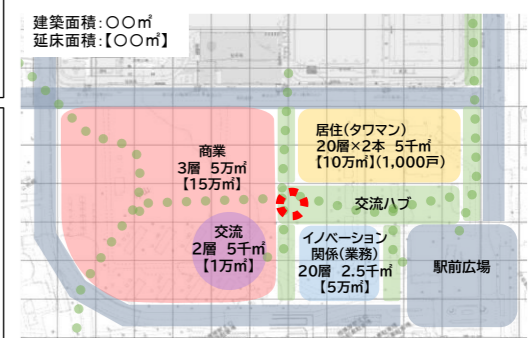 建築面積:〇〇㎡
延床面積:【〇〇㎡】
商業
3層 5万㎡
【15万㎡】
居住(タワマン)
20層×2本 5千㎡
【10万㎡】(1,000戸)
交流ハブ
交流
2層 5千㎡
【1万㎡】
イノベーション
関係(業務)
20層 2.5千㎡
【5万㎡】
駅前広場